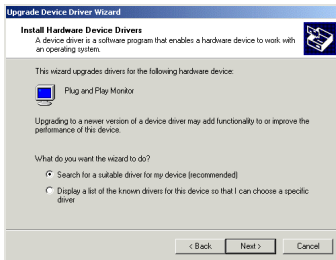 Upgrade Device Driver Wizard
Install Hardware Device Drivers
A device driver is a software program that enables a hardware device to work with
an operating system.
This wizard upgrades drivers for the following hardware device:
Plug and Play Monitor
Upgrading to a newer version of a device driver may add functionality to or improve the
performance of this device.
What do you want the wizard to do?
Search for a suitable driver for my device (recommended)
Display a list of the known drivers for this device so that I can choose a specific
driver
< Back
Next >
Cancel